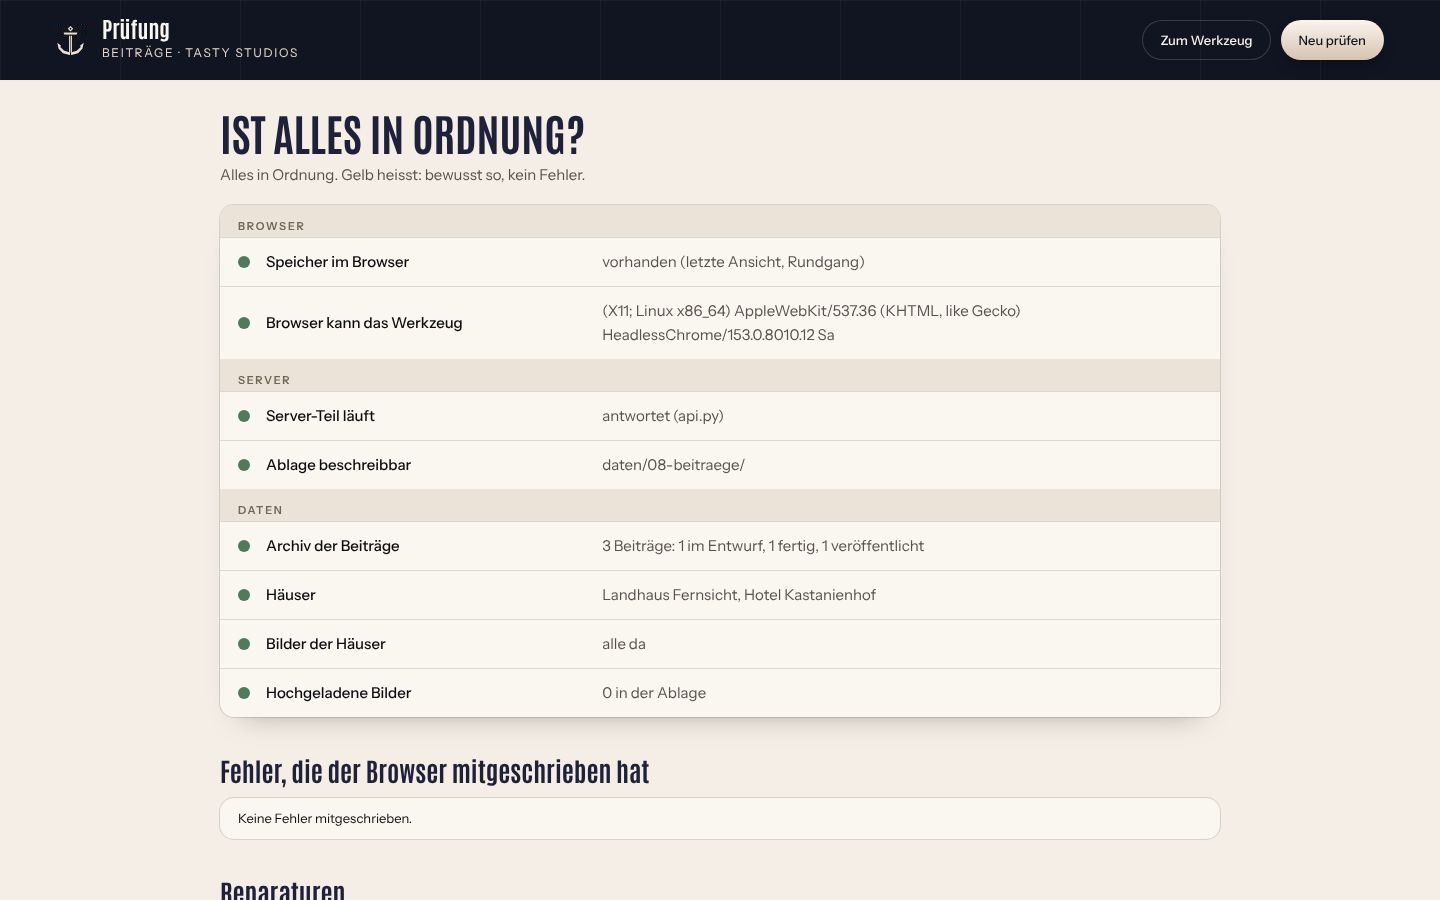 Prüfung
BEITRÄGE · TASTY STUDIOS
Zum Werkzeug
Neu prüfen
IST ALLES IN ORDNUNG?
Alles in Ordnung. Gelb heisst: bewusst so, kein Fehler.
BROWSER
Speicher im Browser
vorhanden (letzte Ansicht, Rundgang)
Browser kann das Werkzeug
(X11; Linux x86_64) AppleWebKit/537.36 (KHTML, like Gecko)
HeadlessChrome/153.0.8010.12 Sa
SERVER
Server-Teil läuft
antwortet (api.py)
Ablage beschreibbar
daten/08-beitraege/
DATEN
Archiv der Beiträge
3 Beiträge: 1 im Entwurf, 1 fertig, 1 veröffentlicht
Häuser
Landhaus Fernsicht, Hotel Kastanienhof
Bilder der Häuser
alle da
Hochgeladene Bilder
0 in der Ablage
Fehler, die der Browser mitgeschrieben hat
Keine Fehler mitgeschrieben.
Reparaturen